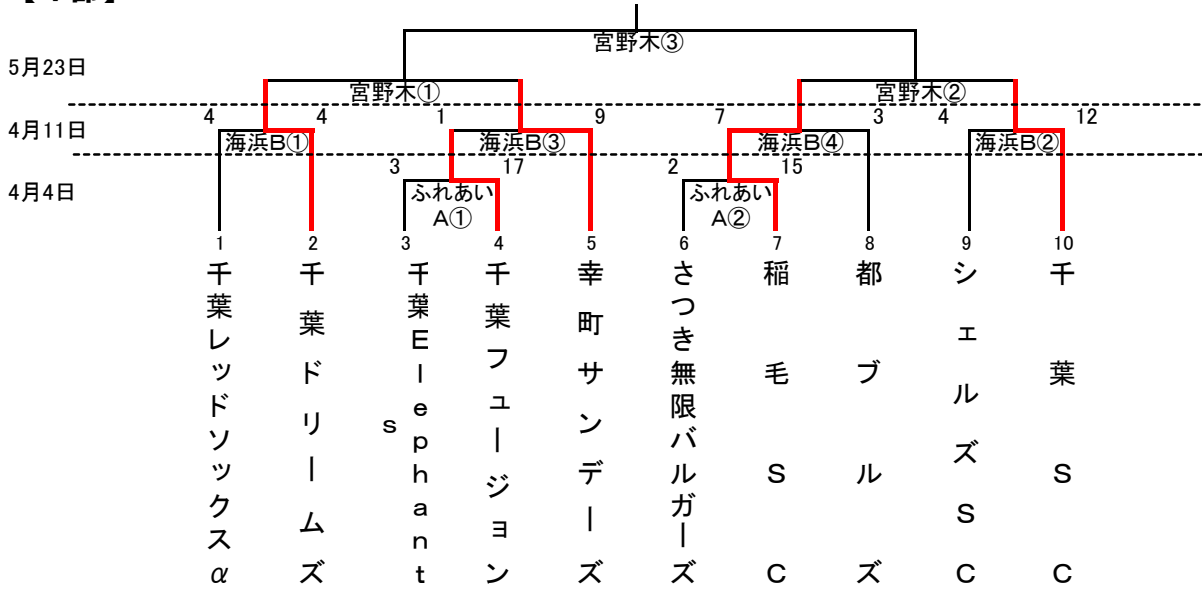 宮野木③
5月23日
宮野木① 宮野木②
4 4 1 9 7 3 4 12
4月11日 海浜B① 海浜B③ 海浜B④ 海浜B②
3 17 2 15
4月4日 ふれあい ふれあい
A① A②
1 2 3 4 5 6 7 8 9 10
千葉レッドソックスα
千葉ドリームズ
千葉Elephants
千葉フュージョン
幸町サンデーズ
さつき無限バルガーズ
稲毛SC
都ブルズ
シェルズSC
千葉SC